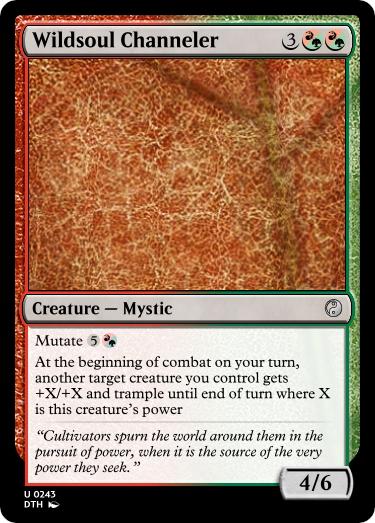 Wildsoul Channeler 3
Creature — Mystic
Mutate 5
At the beginning of combat on your turn,
another target creature you control gets
+X/+X and trample until end of turn where X
is this creature's power
"Cultivators spurn the world around them in the
pursuit of power, when it is the source of the very
power they seek."
4/6
U 0243
DTH